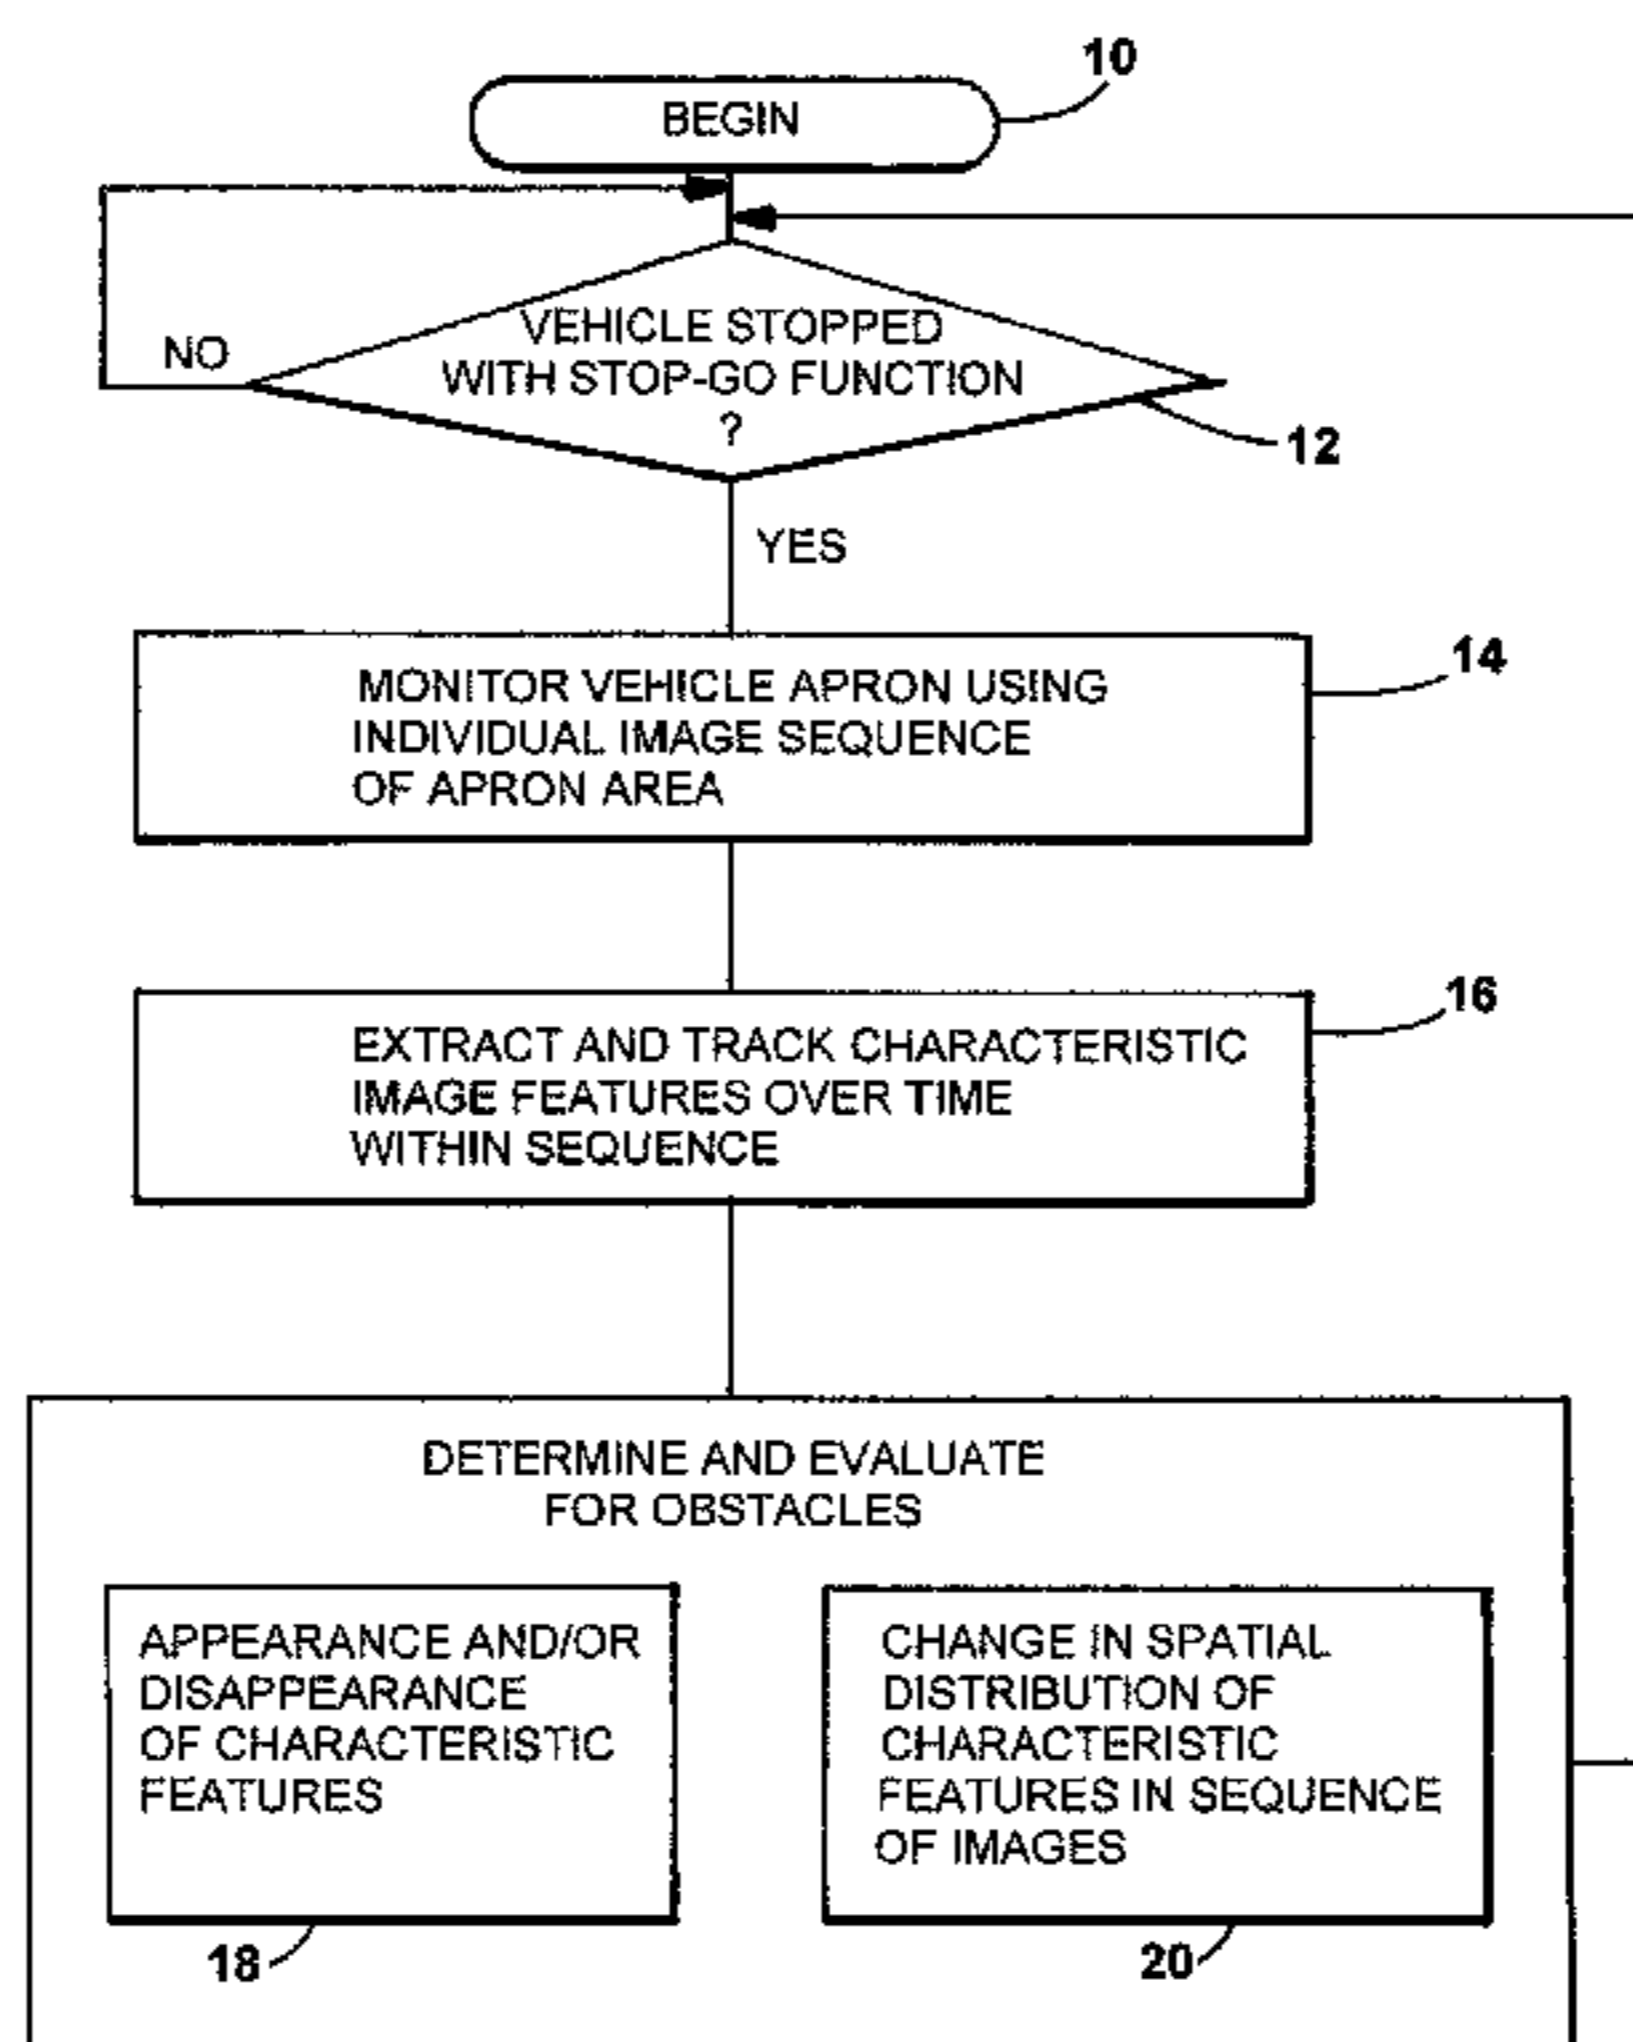 10
BEGIN
NO
VEHICLE STOPPED
WITH STOP-GO FUNCTION
?
12
YES
14
MONITOR VEHICLE APRON USING
INDIVIDUAL IMAGE SEQUENCE
OF APRON AREA
16
EXTRACT AND TRACK CHARACTERISTIC
IMAGE FEATURES OVER TIME
WITHIN SEQUENCE
DETERMINE AND EVALUATE
FOR OBSTACLES
APPEARANCE AND/OR
DISAPPEARANCE
OF CHARACTERISTIC
FEATURES
18
CHANGE IN SPATIAL
DISTRIBUTION OF
CHARACTERISTIC
FEATURES IN SEQUENCE
OF IMAGES
20